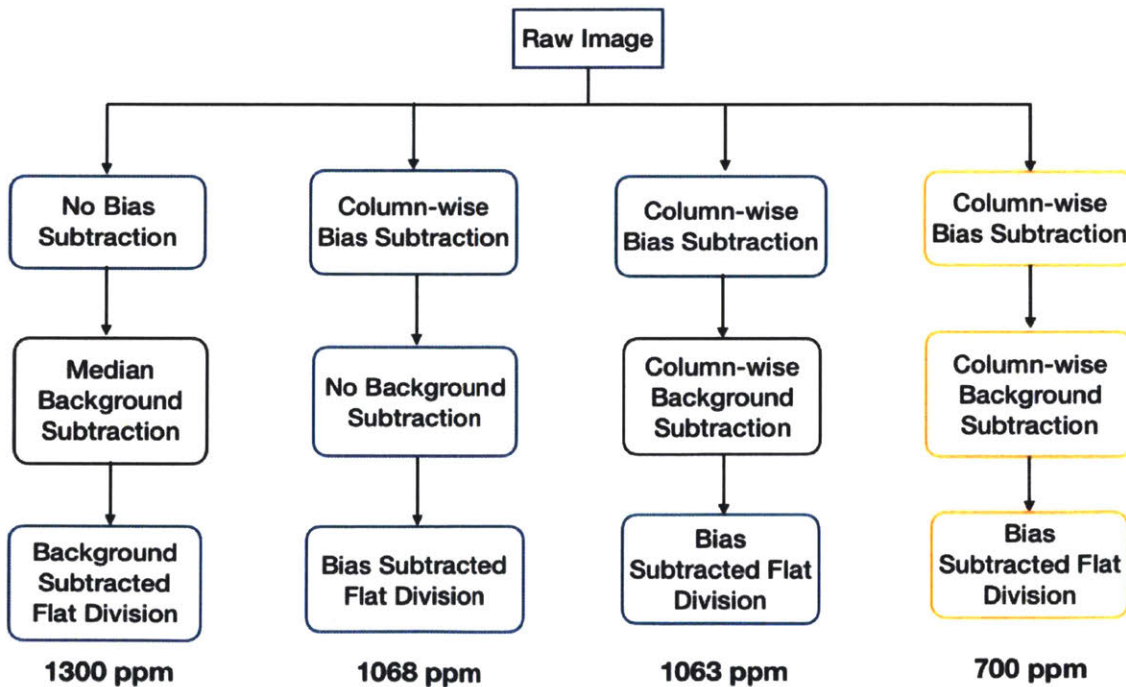 Raw Image
No Bias
Subtraction
Median
Background
Subtraction
Background
Subtracted
Flat Division
1300 ppm
Column-wise
Bias Subtraction
No Background
Subtraction
Bias Subtracted
Flat Division
1068 ppm
Column-wise
Bias Subtraction
Column-wise
Background
Subtraction
Bias
Subtracted Flat
Division
1063 ppm
Column-wise
Bias Subtraction
Column-wise
Background
Subtraction
Bias
Subtracted Flat
Division
700 ppm